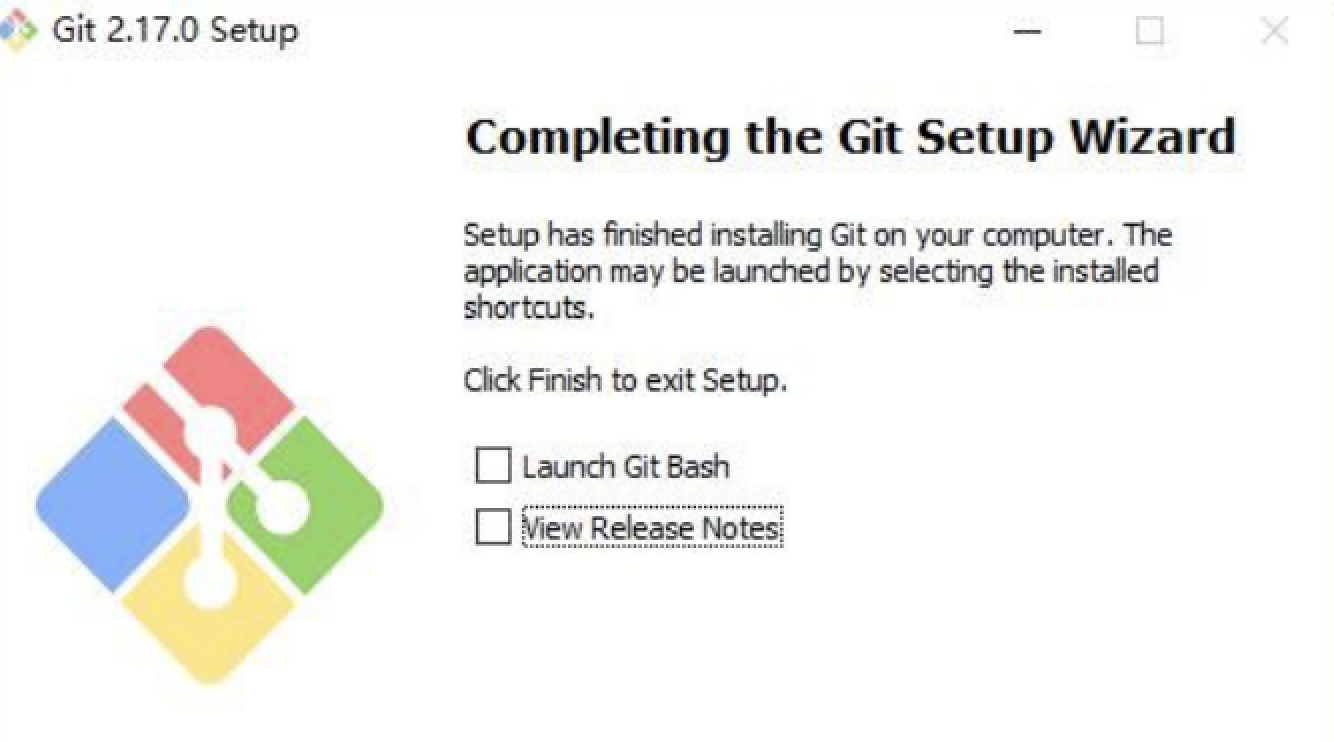 Git 2.17.0 Setup
Completing the Git Setup Wizard
Setup has finished installing Git on your computer. The
application may be launched by selecting the installed
shortcuts.
Click Finish to exit Setup.
Launch Git Bash
View Release Notes